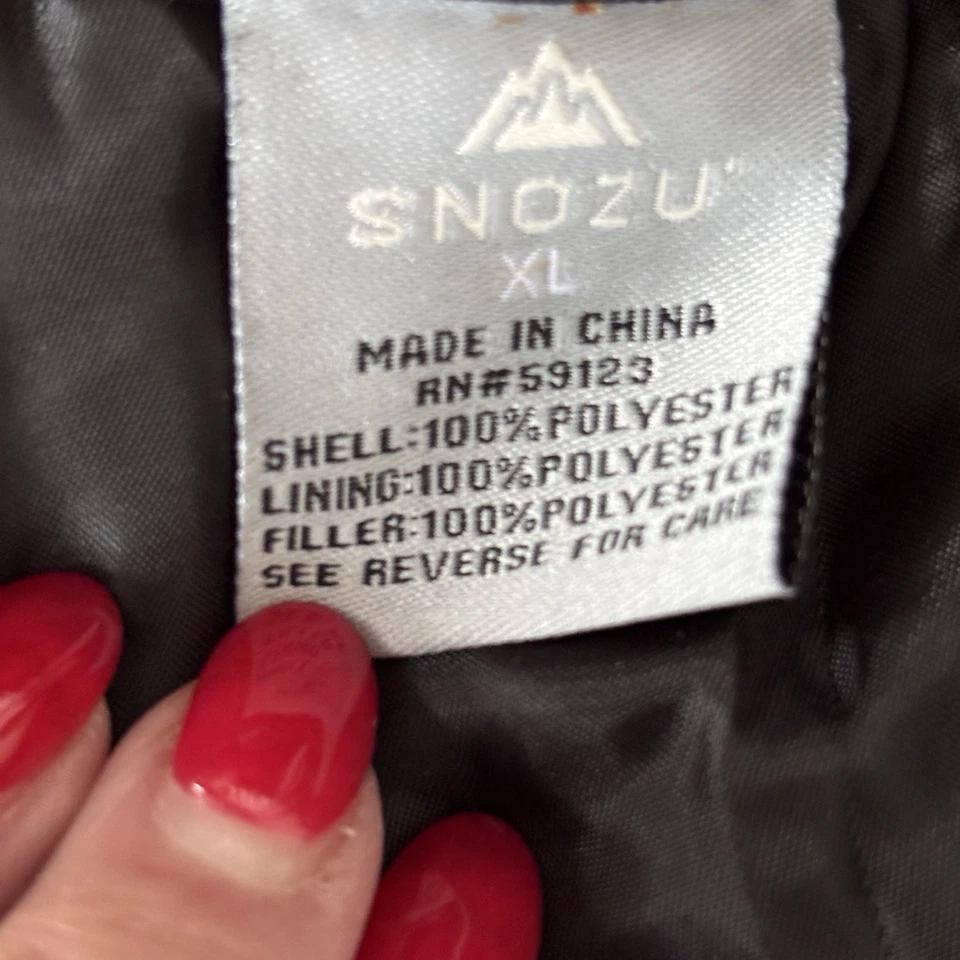 SNOZU
XL
MADE IN CHINA
RN#59123
SHELL:100%POLYESTER
LINING:100%POLYESTER
FILLER:100%POLYESTER
SEE REVERSE FOR CARE